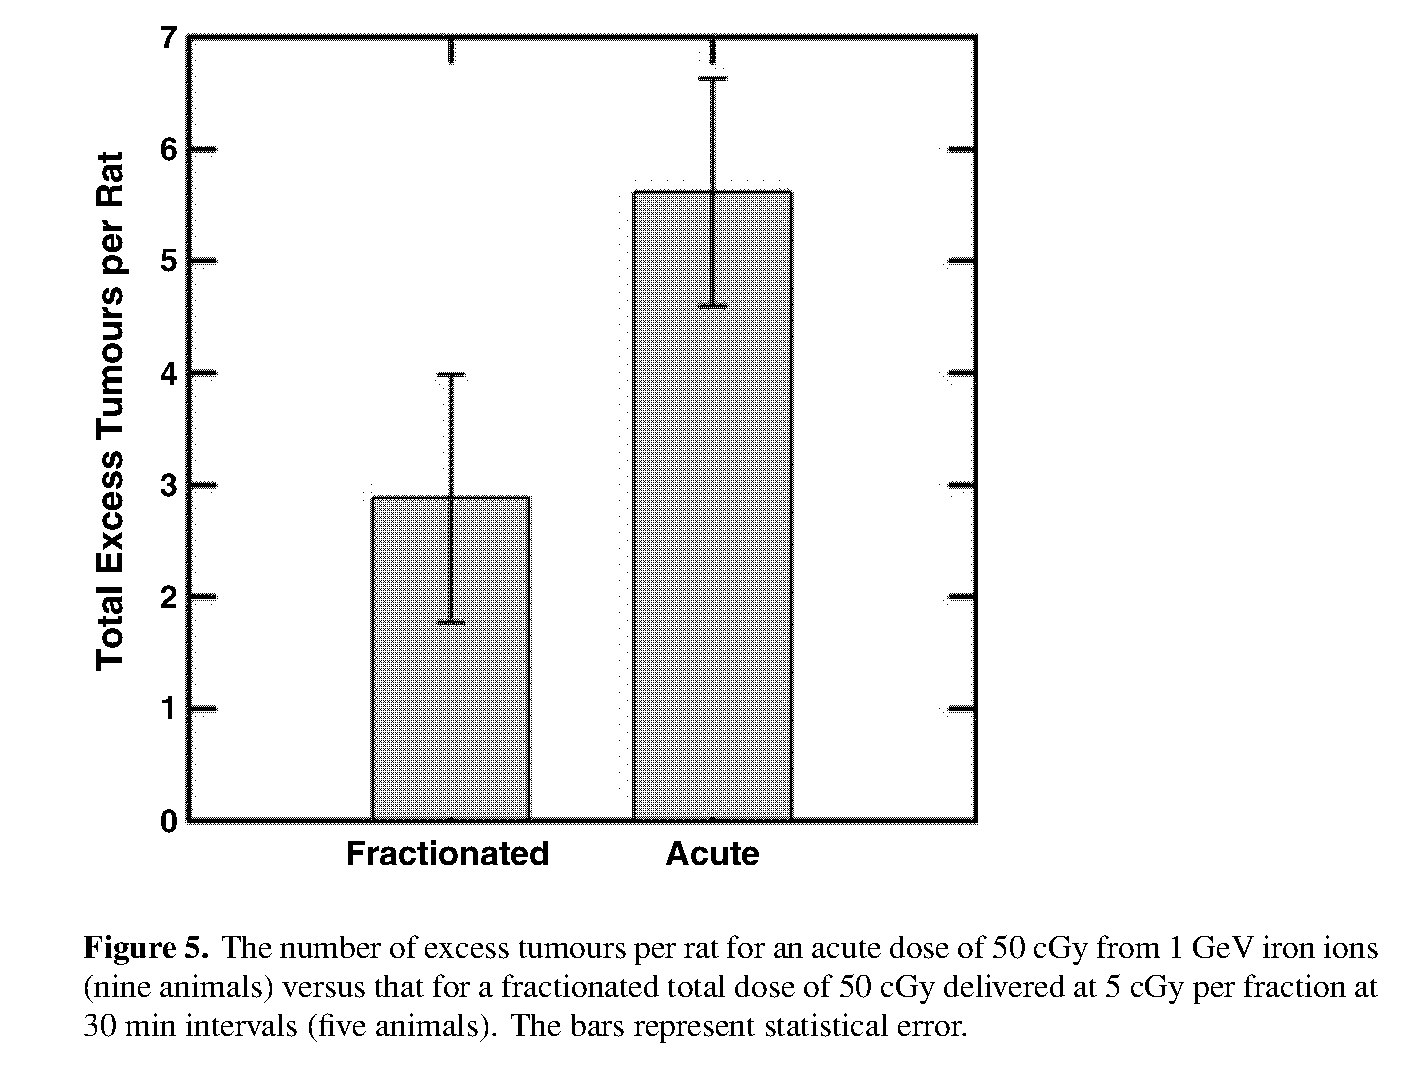 7
6
5
4
3
2
1
0
Total Excess Tumours per Rat
Fractionated
Acute
Figure 5. The number of excess tumours per rat for an acute dose of 50 cGy from 1 GeV iron ions
(nine animals) versus that for a fractionated total dose of 50 cGy delivered at 5 cGy per fraction at
30 min intervals (five animals). The bars represent statistical error.